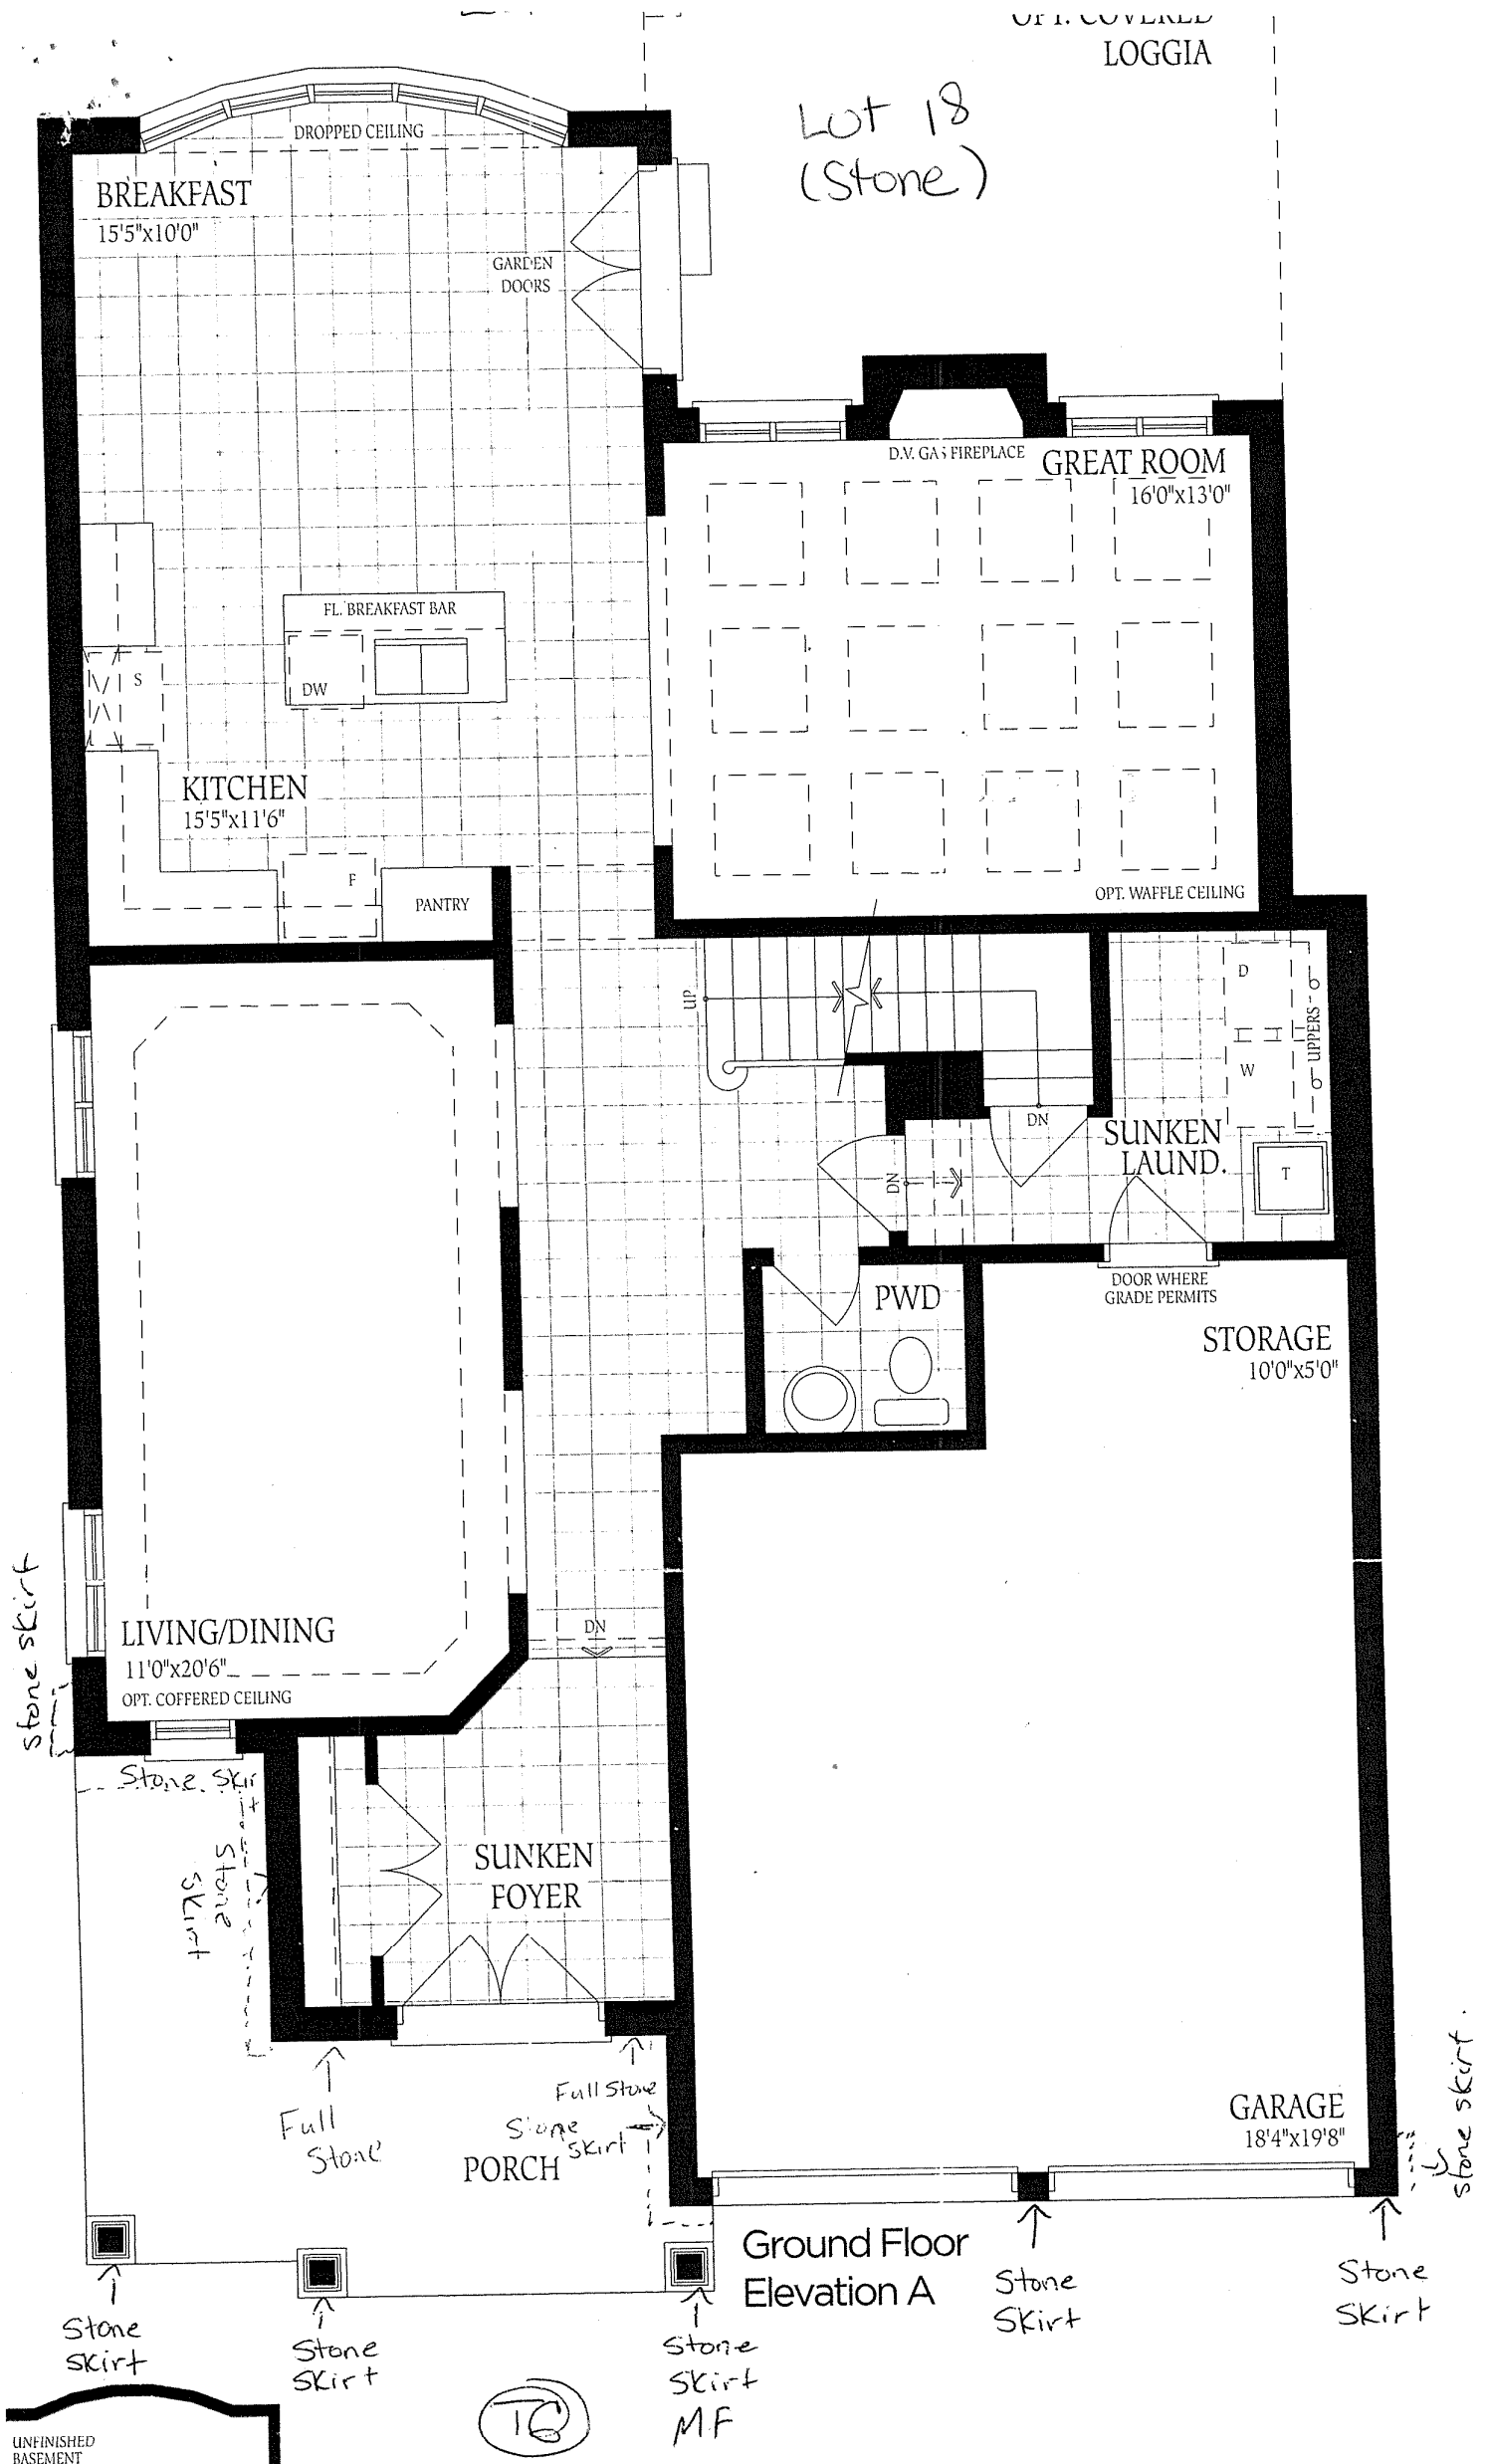 OPT. COVERED
LOGGIA
Lot 18
(Stone)
DROPPED CEILING
BREAKFAST
15'5"x10'0"
GARDEN
DOORS
D.V. GAS FIREPLACE
GREAT ROOM
16'0"x13'0"
FL. BREAKFAST BAR
DW
S
KITCHEN
15'5"x11'6"
F
PANTRY
OPT. WAFFLE CEILING
UP
D
UPPERS
W
DN
SUNKEN
LAUND.
DN
T
PWD
DOOR WHERE
GRADE PERMITS
STORAGE
10'0"x5'0"
stone skirt
LIVING/DINING
11'0"x20'6"
OPT. COFFERED CEILING
DN
Stone Skirt
Stone
Skirt
SUNKEN
FOYER
Full
Stone
Full Stone
Stone
Skirt
PORCH
GARAGE
18'4"x19'8"
stone skirt.
Ground Floor
Elevation A
Stone
Skirt
Stone
Skirt
Stone
Skirt
Stone
Skirt
Stone
Skirt
MF
UNFINISHED
BASEMENT